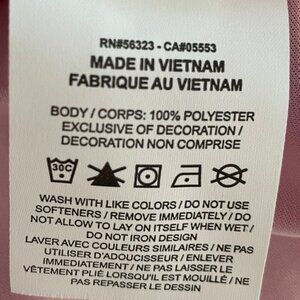 RN#56323 - CA#05553
MADE IN VIETNAM
FABRIQUE AU VIETNAM
BODY / CORPS: 100% POLYESTER
EXCLUSIVE OF DECORATION /
DECORATION NON COMPRISE
30C
WASH WITH LIKE COLORS / DO NOT USE
SOFTENERS / REMOVE IMMEDIATELY / DO
NOT ALLOW TO LAY ON ITSELF WHEN WET /
DO NOT IRON DESIGN
LAVER AVEC COULEURS SIMILAIRES / NE PAS
UTILISER D'ADOUCISSEUR / ENLEVER
IMMEDIATEMENT / NE PAS LAISSER LE
VÊTEMENT PLIE LORSQU'IL EST MOUILLÉ / NE
PAS REPASSER LE DESSIN